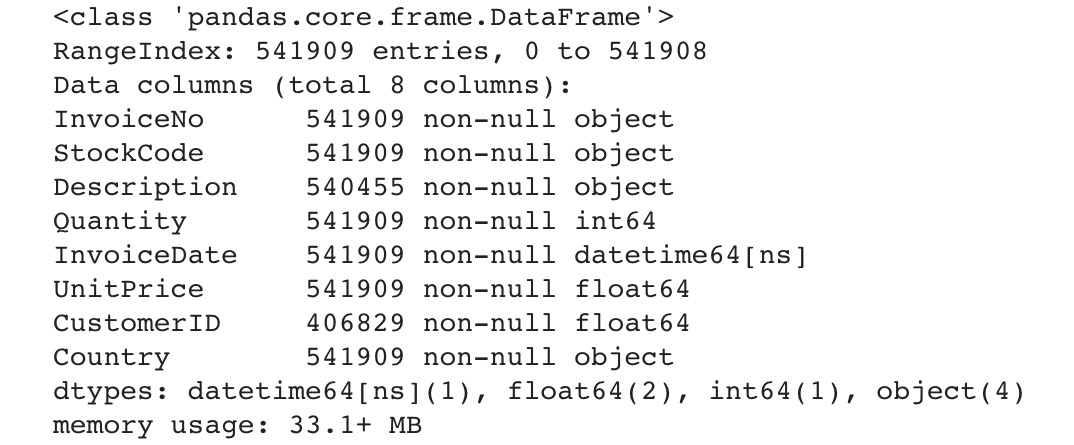 <class 'pandas.core.frame.DataFrame'>
RangeIndex: 541909 entries, 0 to 541908
Data columns (total 8 columns):
InvoiceNo      541909 non-null object
StockCode      541909 non-null object
Description    540455 non-null object
Quantity       541909 non-null int64
InvoiceDate    541909 non-null datetime64[ns]
UnitPrice      541909 non-null float64
CustomerID     406829 non-null float64
Country        541909 non-null object
dtypes: datetime64[ns](1), float64(2), int64(1), object(4)
memory usage: 33.1+ MB